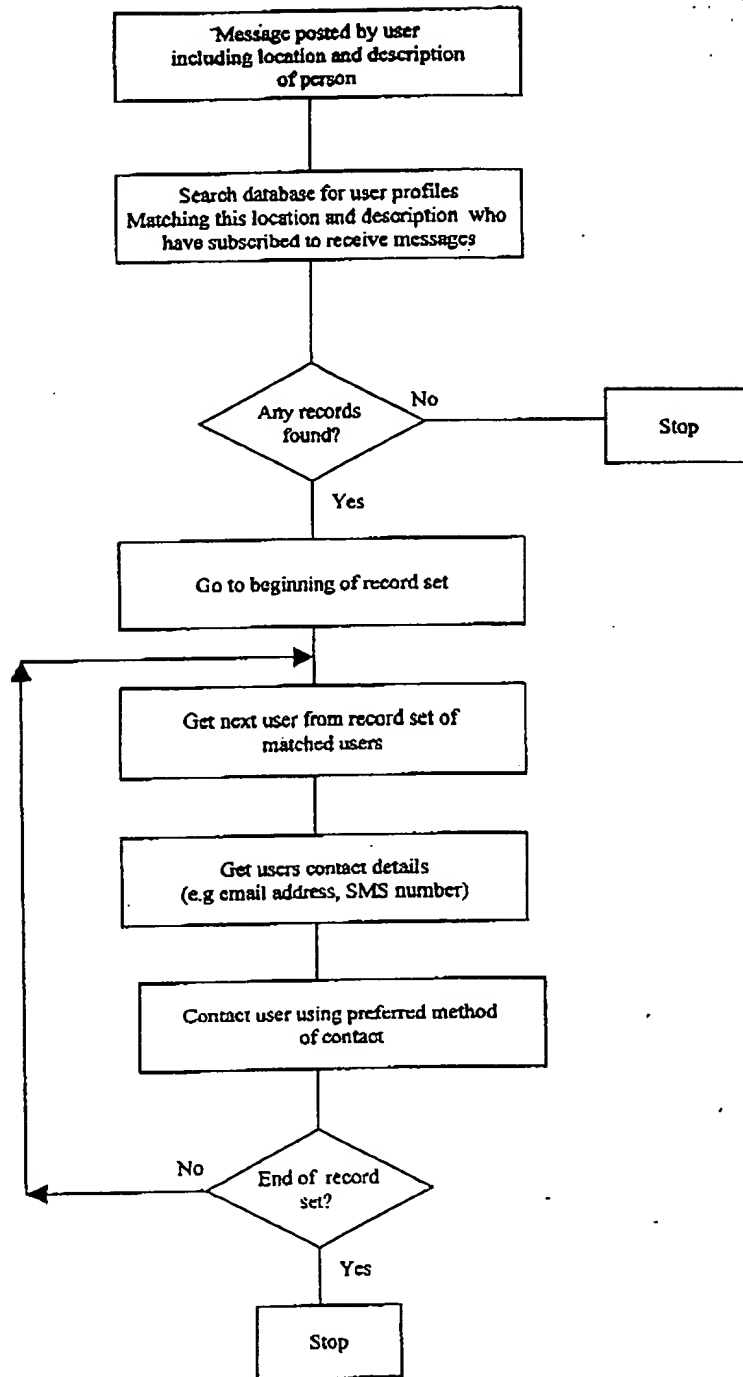 Message posted by user
including location and description
of person
Search database for user profiles
Matching this location and description who
have subscribed to receive messages
Any records
found?
No
Stop
Yes
Go to beginning of record set
Get next user from record set of
matched users
Get users contact details
(e.g email address, SMS number)
Contact user using preferred method
of contact
No
End of record
set?
Yes
Stop